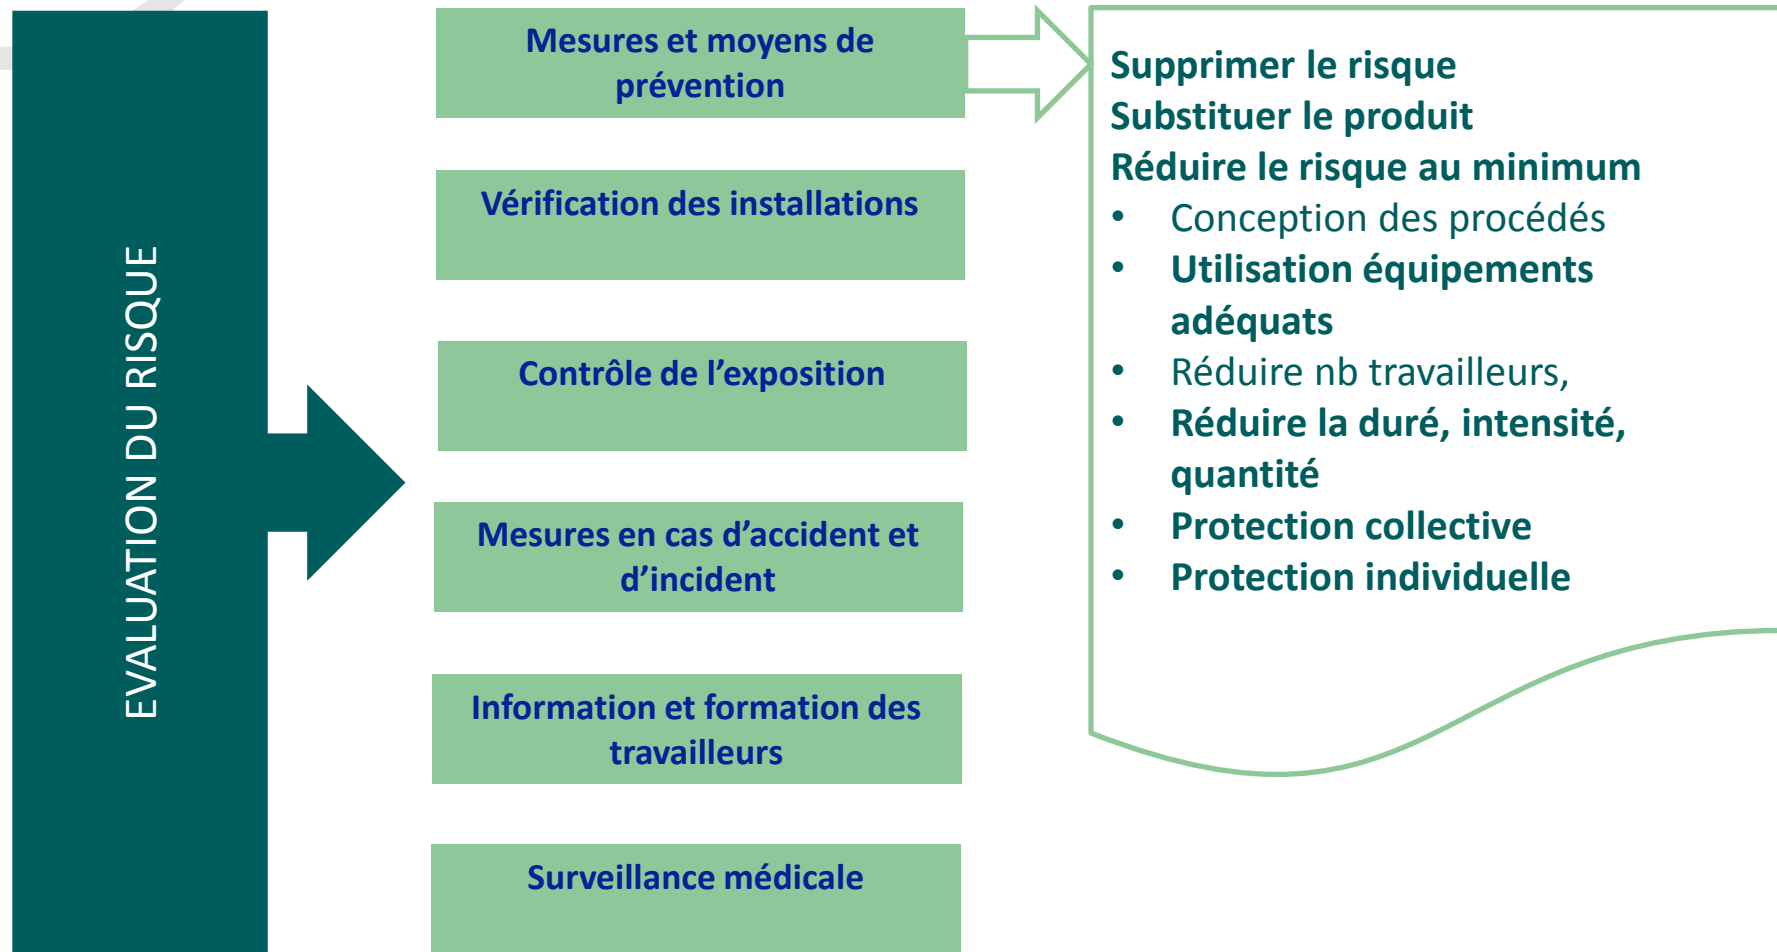 EVALUATION DU RISQUE
Mesures et moyens de
prévention
Vérification des installations
Contrôle de l’exposition
Mesures en cas d’accident et
d’incident
Information et formation des
travailleurs
Surveillance médicale
Supprimer le risque
Substituer le produit
Réduire le risque au minimum
• Conception des procédés
• Utilisation équipements
adéquats
• Réduire nb travailleurs,
• Réduire la duré, intensité,
quantité
• Protection collective
• Protection individuelle